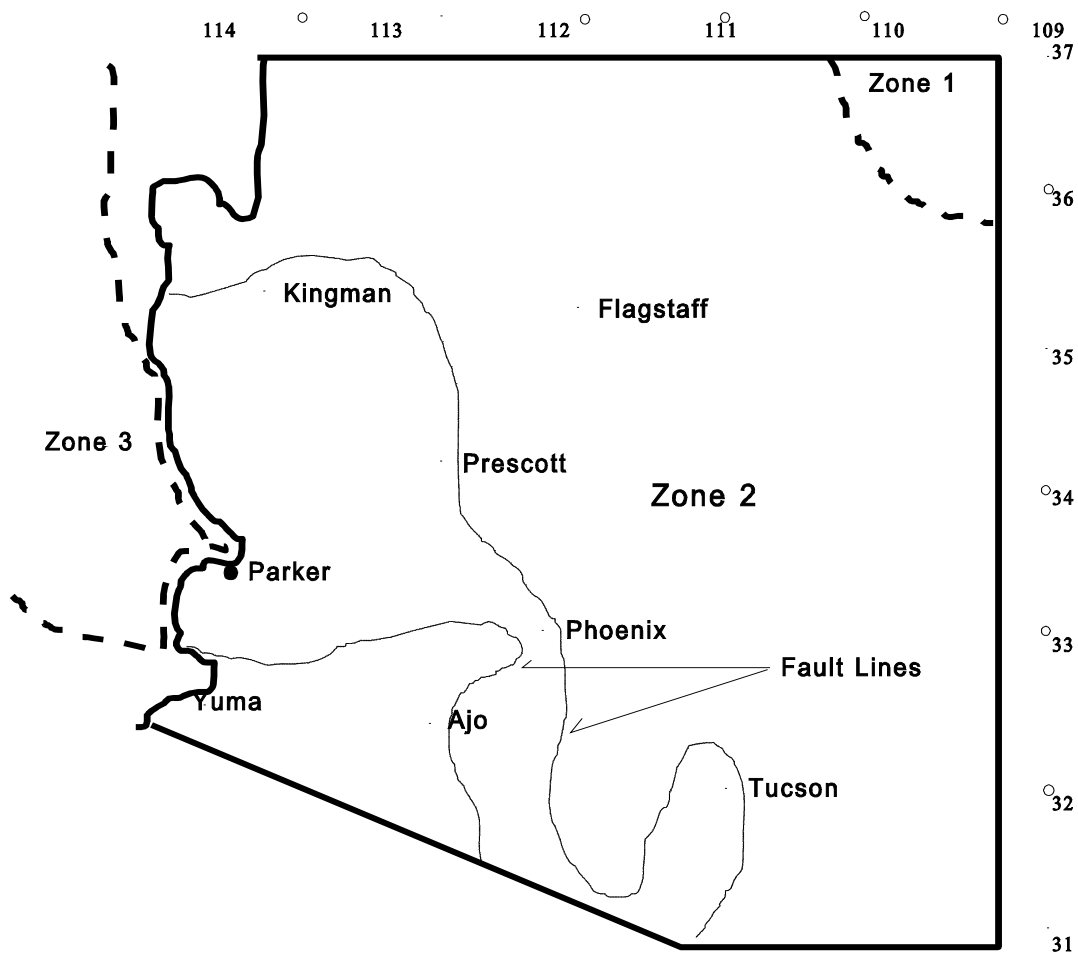 114 113 112 111 110 109
37
Zone 1
36
Kingman
Flagstaff
35
Zone 3
Prescott
Zone 2
34
Parker
Phoenix
33
Fault Lines
Yuma
Ajo
Tucson
32
31